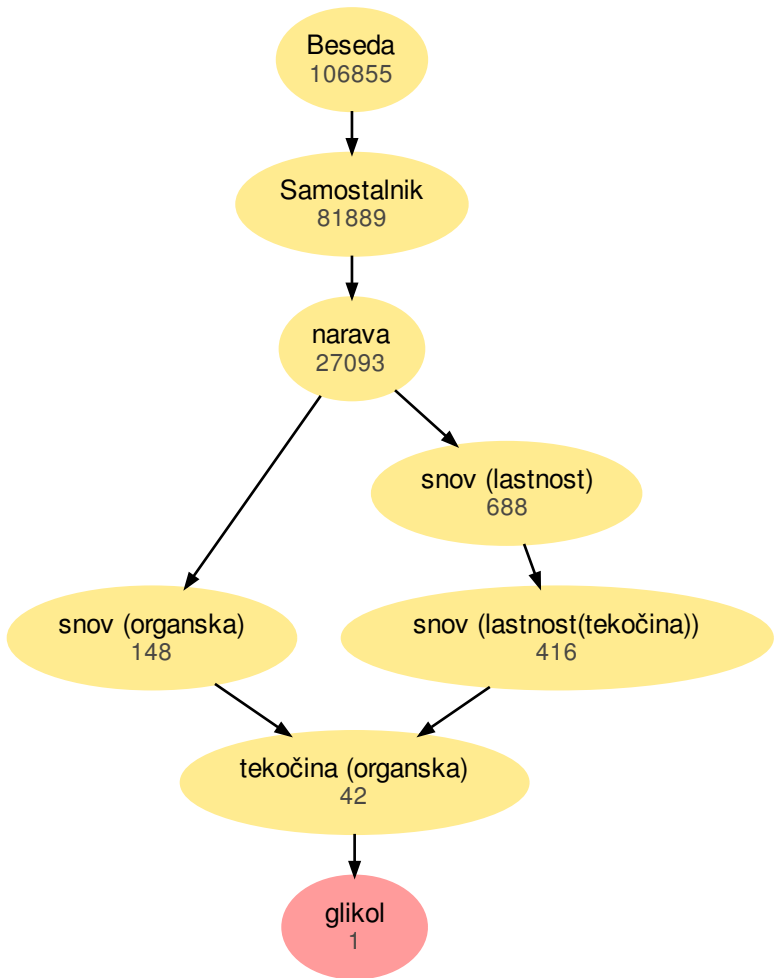 Beseda
106855
Samostalnik
81889
narava
27093
snov (lastnost)
688
snov (organska)
148
snov (lastnost(tekočina))
416
tekočina (organska)
42
glikol
1